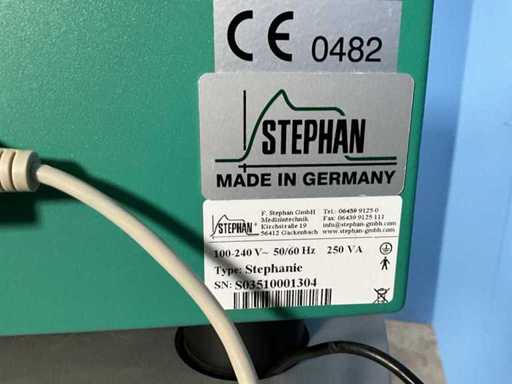 CE 0482
STEPHAN
MADE IN GERMANY
STEPHAN
F. Stephan GmbH
Medizintechnik
Kirchstraße 19
56412 Gackenbach
Tel.: 06439 9125-0
Fax: 06439 9125 111
info@stephan-gmbh.com
www.stephan-gmbh.com
100-240 V~ 50/60 Hz 250 VA
Type: Stephanie
SN: S03510001304